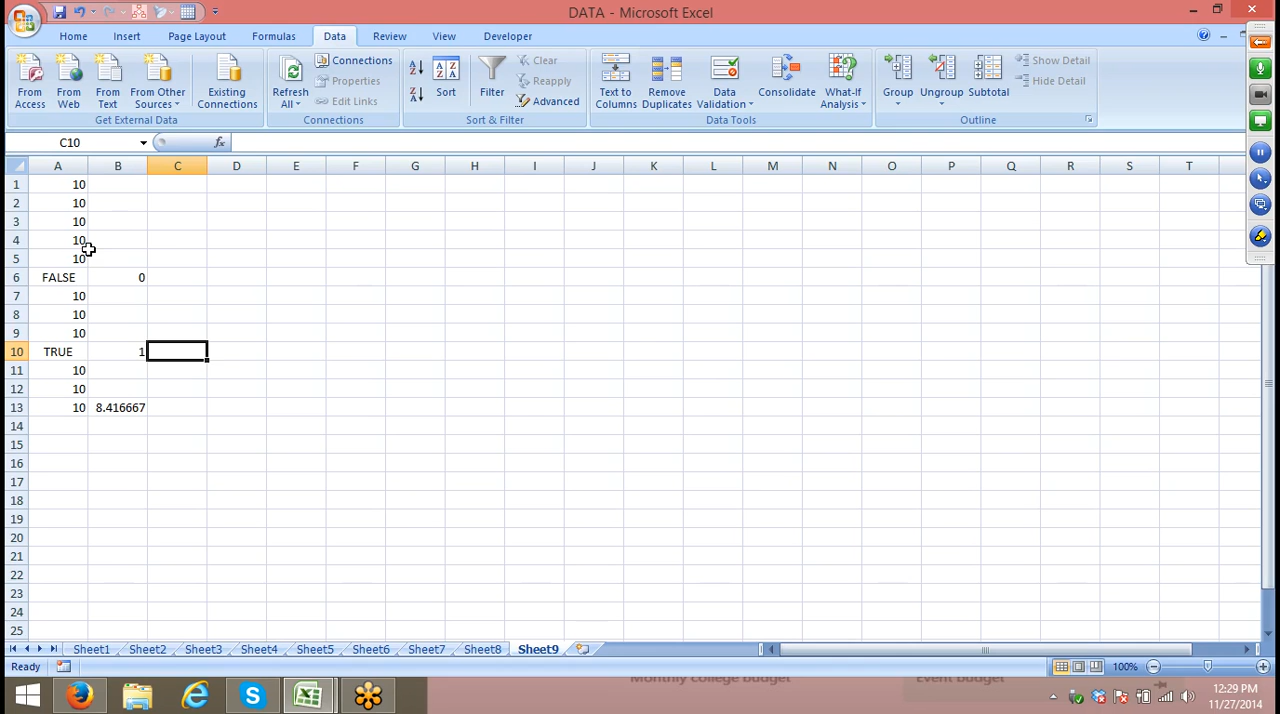 DATA - Microsoft Excel
Home Insert Page Layout Formulas Data Review View Developer
From Access
From Web
From Text
From Other Sources
Existing Connections
Get External Data
Refresh All
Connections
Properties
Edit Links
Connections
Sort
Filter
Clear
Reapply
Advanced
Sort & Filter
Text to Columns
Remove Duplicates
Data Validation
Consolidate
What-If Analysis
Data Tools
Group
Ungroup
Subtotal
Show Detail
Hide Detail
Outline
C10 fx
A B C D E F G H I J K L M N O P Q R S T
1 10
2 10
3 10
4 10
5 10
6 FALSE 0
7 10
8 10
9 10
10 TRUE 1
11 10
12 10
13 10 8.416667
14
15
16
17
18
19
20
21
22
23
24
25
Sheet1 Sheet2 Sheet3 Sheet4 Sheet5 Sheet6 Sheet7 Sheet8 Sheet9
Ready 100%
Monthly college budget Event budget
12:29 PM
11/27/2014